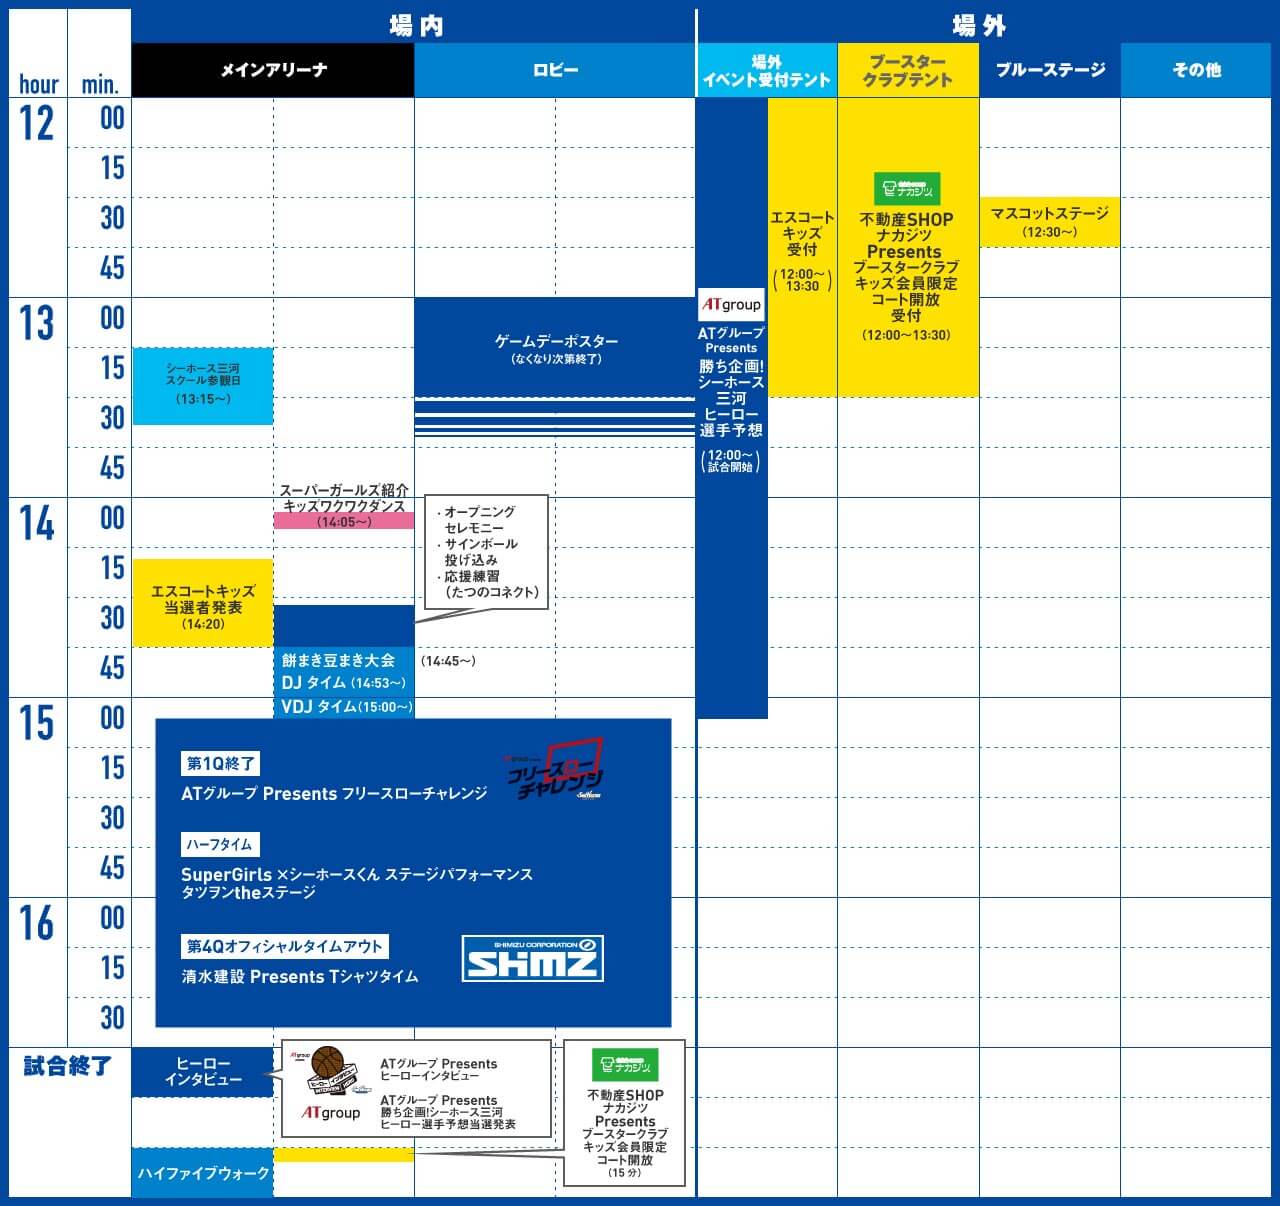 場内
場外
hour
min.
メインアリーナ
ロビー
場外
イベント受付テント
ブースター
クラブテント
ブルーステージ
その他
12
00
15
30
45
13
00
15
30
45
14
00
15
30
45
15
00
15
30
45
16
00
15
30
試合終了
シーホース三河
スクール参観日
(13:15〜)
スーパーガールズ紹介
キッズワクワクダンス
(14:05〜)
エスコートキッズ
当選者発表
(14:20)
・オープニング
セレモニー
・サインボール
投げ込み
・応援練習
(たつのコネクト)
餅まき豆まき大会
(14:45〜)
DJ タイム (14:53〜)
VDJ タイム(15:00〜)
ゲームデーポスター
(なくなり次第終了)
ATgroup
ATグループ
Presents
勝ち企画!
シーホース
三河
ヒーロー
選手予想
(12:00〜
試合開始)
エスコート
キッズ
受付
(12:00〜
13:30)
ナカジツ
不動産SHOP
ナカジツ
Presents
ブースタークラブ
キッズ会員限定
コート開放
受付
(12:00〜13:30)
マスコットステージ
(12:30〜)
第1Q終了
ATグループ Presents フリースローチャレンジ
フリースロー
チャレンジ
ハーフタイム
SuperGirls ×シーホースくん ステージパフォーマンス
タツヲンtheステージ
第4Qオフィシャルタイムアウト
清水建設 Presents Tシャツタイム
SHIMIZU CORPORATION
SHIMZ
ヒーロー
インタビュー
ATgroup
ヒーローインタビュー
ATgroup
ATグループ Presents
ヒーローインタビュー
ATグループ Presents
勝ち企画!シーホース三河
ヒーロー選手予想当選発表
ハイファイブウォーク
ナカジツ
不動産SHOP
ナカジツ
Presents
ブースタークラブ
キッズ会員限定
コート開放
(15分)